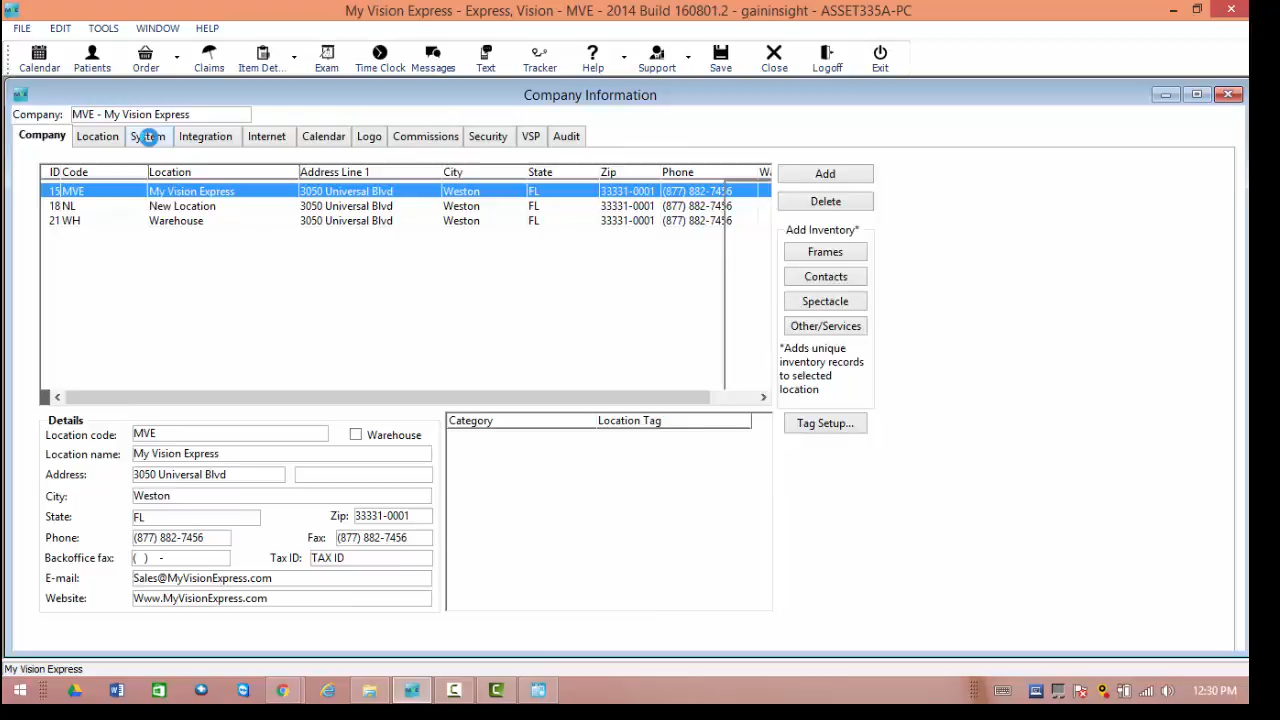 My Vision Express - Express, Vision - MVE - 2014 Build 160801.2 - gaininsight - ASSET335A-PC
FILE EDIT TOOLS WINDOW HELP
Calendar Patients Order Claims Item Det... Exam Time Clock Messages Text Tracker Help Support Save Close Logoff Exit
Company Information
Company: MVE - My Vision Express
Company Location System Integration Internet Calendar Logo Commissions Security VSP Audit
ID Code Location Address Line 1 City State Zip Phone W
15 MVE My Vision Express 3050 Universal Blvd Weston FL 33331-0001 (877) 882-7456
18 NL New Location 3050 Universal Blvd Weston FL 33331-0001 (877) 882-7456
21 WH Warehouse 3050 Universal Blvd Weston FL 33331-0001 (877) 882-7456
Add
Delete
Add Inventory*
Frames
Contacts
Spectacle
Other/Services
*Adds unique
inventory records
to selected
location
Tag Setup...
Details
Location code: MVE Warehouse
Location name: My Vision Express
Address: 3050 Universal Blvd
City: Weston
State: FL Zip: 33331-0001
Phone: (877) 882-7456 Fax: (877) 882-7456
Backoffice fax: ( ) - Tax ID: TAX ID
E-mail: Sales@MyVisionExpress.com
Website: Www.MyVisionExpress.com
Category Location Tag
My Vision Express
12:30 PM